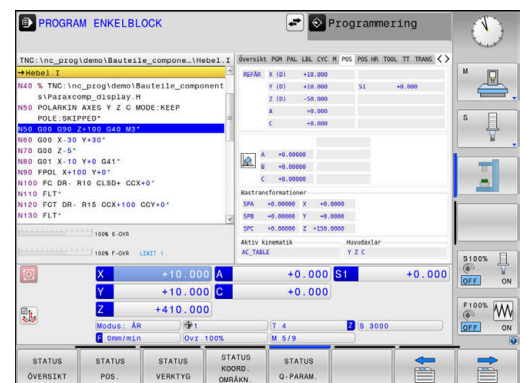 PROGRAM ENKELBLOCK
Programmering
TNC:\nc_prog\demo\Bauteile_compone…\Hebel.I
→Hebel.I
N40 % TNC:\nc_prog\demo\Bauteile_component
s\Paraxcomp_display.H
N50 POLARKIN AXES Y Z C MODE:KEEP
POLE:SKIPPED*
N50 G00 G90 Z+100 G40 M3*
N60 G00 X-30 Y+30*
N70 G00 Z-5*
N80 G01 X-10 Y+0 G41*
N90 FPOL X+100 Y+0*
N100 FC DR- R10 CLSD+ CCX+0*
N110 FLT*
N120 FCT DR- R15 CCX+100 CCY+0*
N130 FLT*
100% S-OVR
100% F-OVR LIMIT 1
Översikt PGM PAL LBL CYC M POS POS HR TOOL TT TRANS
REFÄR X (D) +10.000
Y (D) +10.000 S1 +0.000
Z (D) -50.000
A +0.000
C +0.000
A +0.00000
B +0.00000
C +0.00000
Bastransformationer
SPA +0.00000 X +0.0000
SPB +0.00000 Y +0.0000
SPC +0.00000 Z +150.0000
Aktiv kinematik Huvudaxlar
AC_TABLE Y Z C
X +10.000 A +0.000 S1 +0.000
Y +10.000 C +0.000
Z +410.000
Modus: ÄR 1 T 4 Z S 3000
F 0mm/min Ovr 100% M 5/9
M
S
S100%
OFF ON
F100%
OFF ON
STATUS ÖVERSIKT
STATUS POS.
STATUS VERKTYG
STATUS KOORD. OMRÄKN.
STATUS Q-PARAM.